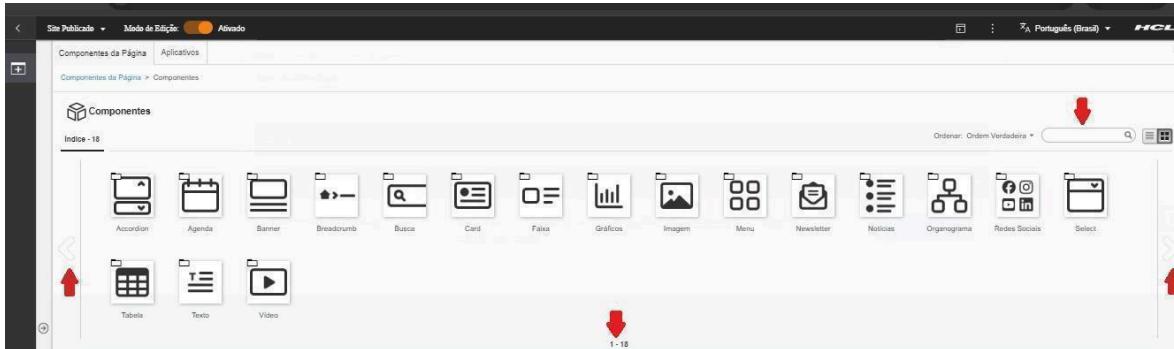 Site Publicado Modo de Edição: Ativado Português (Brasil) HCL
Componentes da Página Aplicativos
Componentes da Página > Componentes
Componentes
Indice - 18 Ordenar: Ordem Verdadeira
Accordion Agenda Banner Breadcrumb Busca Card Faixa Gráficos Imagem Menu Newsletter Notícias Organograma Redes Sociais Select
Tabela Texto Vídeo
1 - 18